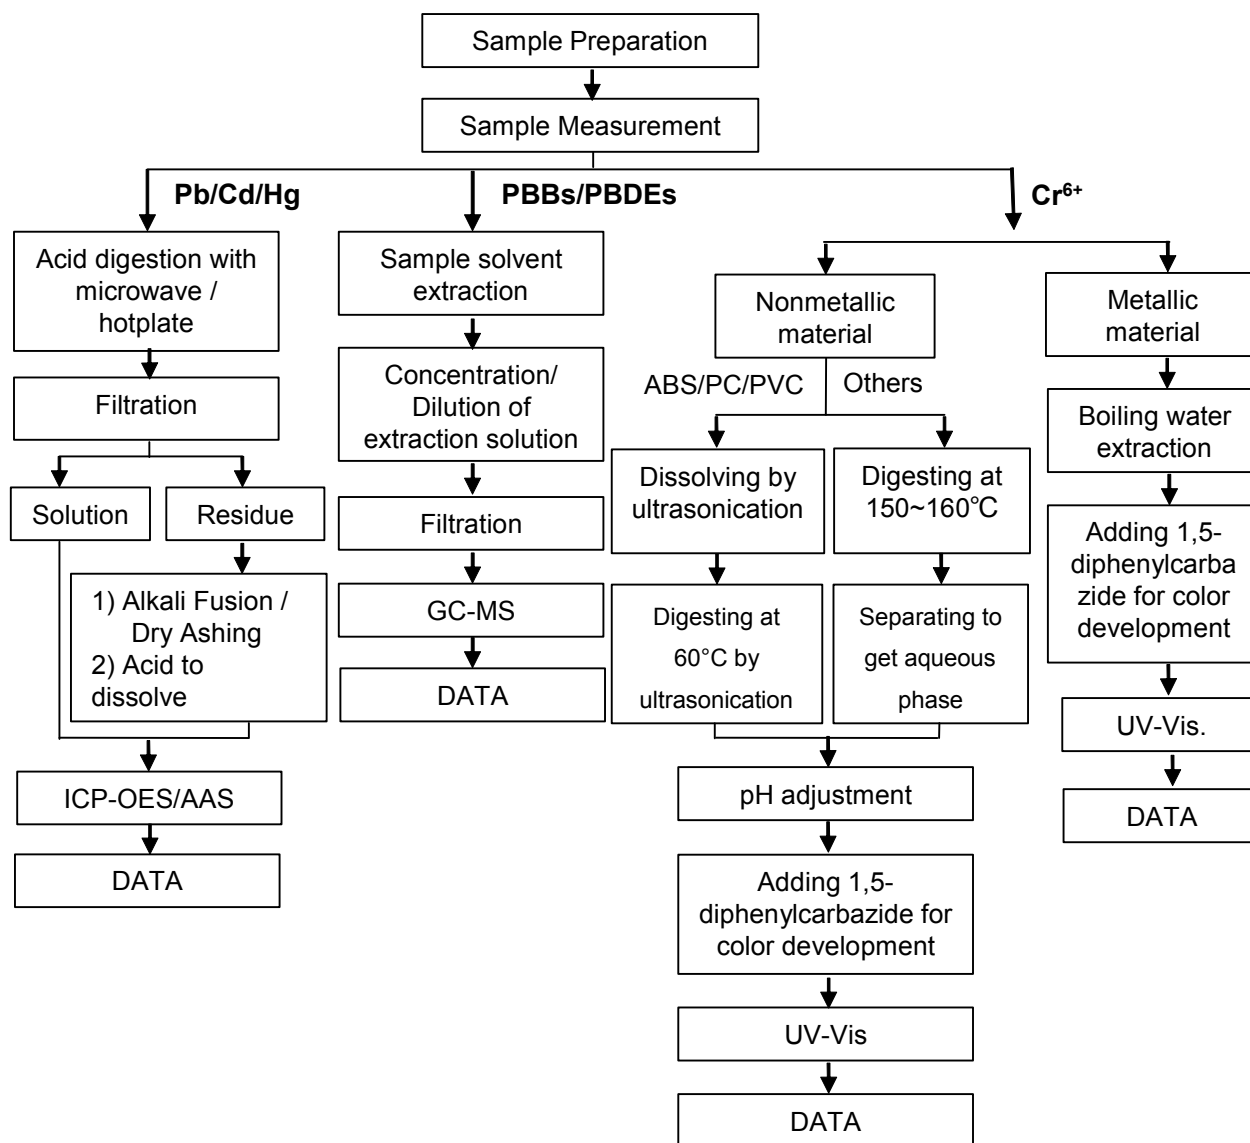 Sample Preparation
Sample Measurement
Pb/Cd/Hg
PBBs/PBDEs
Cr⁶⁺
Acid digestion with
microwave /
hotplate
Filtration
Solution
Residue
1) Alkali Fusion /
Dry Ashing
2) Acid to
dissolve
ICP-OES/AAS
DATA
Sample solvent
extraction
Concentration/
Dilution of
extraction solution
Filtration
GC-MS
DATA
Nonmetallic
material
ABS/PC/PVC
Others
Dissolving by
ultrasonication
Digesting at
60°C by
ultrasonication
Digesting at
150~160℃
Separating to
get aqueous
phase
pH adjustment
Adding 1,5-
diphenylcarbazide for
color development
UV-Vis
DATA
Metallic
material
Boiling water
extraction
Adding 1,5-
diphenylcarba
zide for color
development
UV-Vis.
DATA